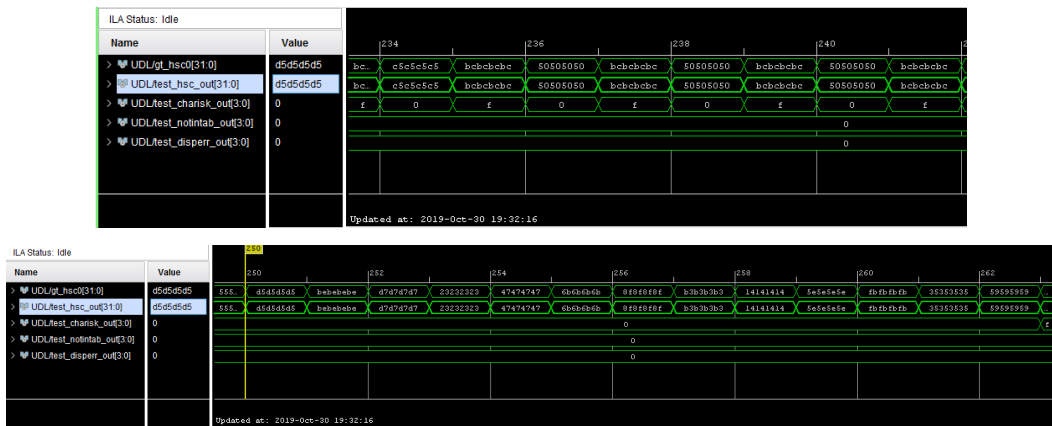 ILA Status: Idle
Name Value 234 236 238 240 2
UDL/gt_hsc0[31:0] d5d5d5d5 bc.. c5c5c5c5 bcbcbcbc 50505050 bcbcbcbc 50505050 bcbcbcbc 50505050 bcbcbcbc
UDL/test_hsc_out[31:0] d5d5d5d5 bc.. c5c5c5c5 bcbcbcbc 50505050 bcbcbcbc 50505050 bcbcbcbc 50505050 bcbcbcbc
UDL/test_charisk_out[3:0] 0 f 0 f 0 f 0 f 0 f
UDL/test_notintab_out[3:0] 0 0
UDL/test_disperr_out[3:0] 0 0
Updated at: 2019-Oct-30 19:32:16
ILA Status: Idle
250
Name Value 250 252 254 256 258 260 262
UDL/gt_hsc0[31:0] d5d5d5d5 555.. d5d5d5d5 bebebebe d7d7d7d7 23232323 47474747 6b6b6b6b 8f8f8f8f b3b3b3b3 14141414 5e5e5e5e fbfbfbfb 35353535 59595959 ..
UDL/test_hsc_out[31:0] d5d5d5d5 555.. d5d5d5d5 bebebebe d7d7d7d7 23232323 47474747 6b6b6b6b 8f8f8f8f b3b3b3b3 14141414 5e5e5e5e fbfbfbfb 35353535 59595959 ..
UDL/test_charisk_out[3:0] 0 0 f
UDL/test_notintab_out[3:0] 0 0
UDL/test_disperr_out[3:0] 0 0
Updated at: 2019-Oct-30 19:32:16